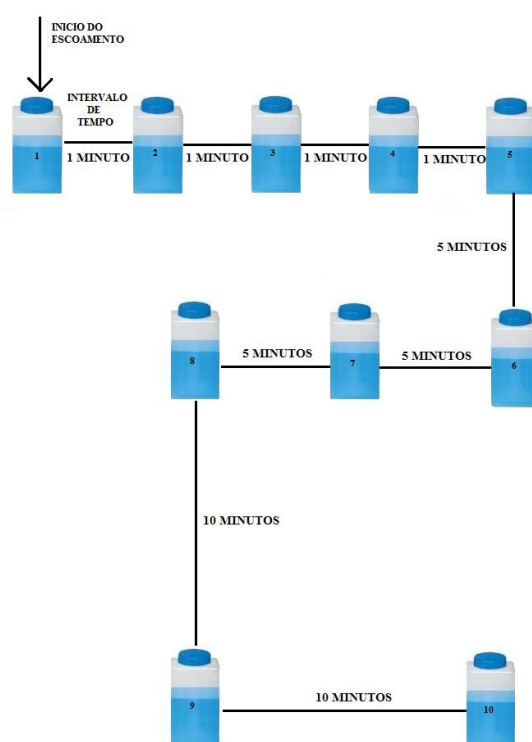 INICIO DO
ESCOAMENTO
INTERVALO
DE
TEMPO
1 2 3 4 5
1 MINUTO 1 MINUTO 1 MINUTO 1 MINUTO
5 MINUTOS
8 7 6
5 MINUTOS 5 MINUTOS
10 MINUTOS
9 10
10 MINUTOS